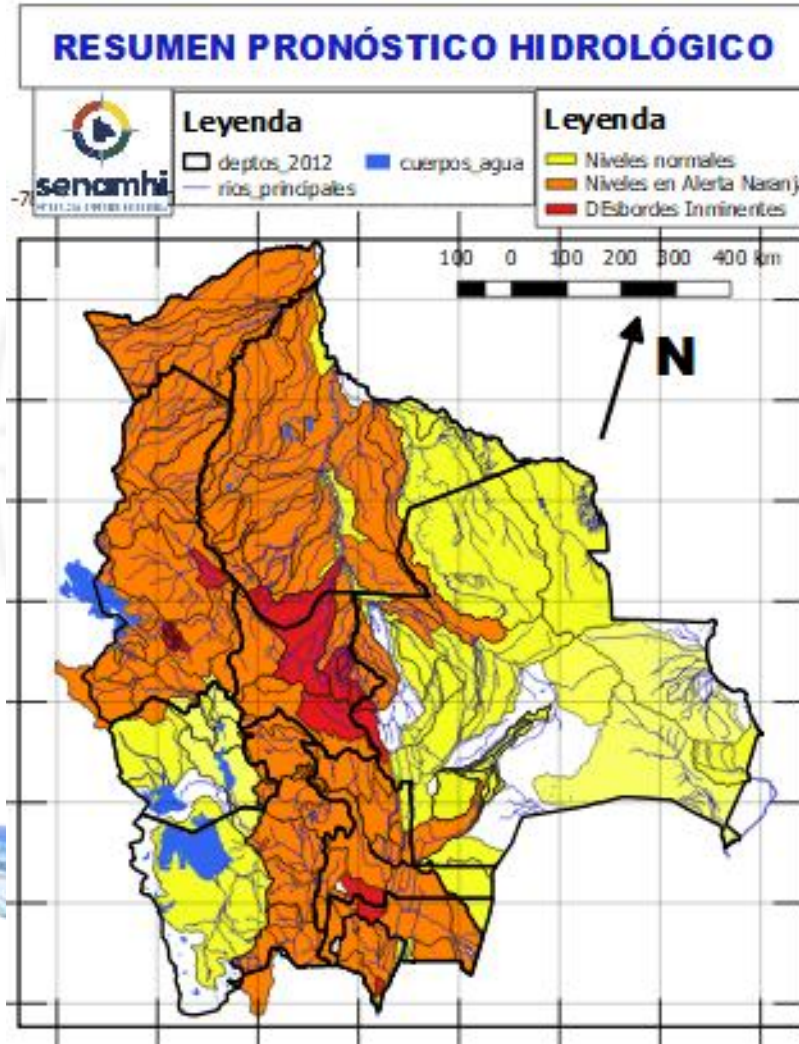 RESUMEN PRONÓSTICO HIDROLÓGICO
senamhi
Leyenda
deptos_2012
cuerpos_agua
rios_principales
Leyenda
Niveles normales
Niveles en Alerta Naranj
DEsbordes Inminentes
100 0 100 200 300 400 km
N